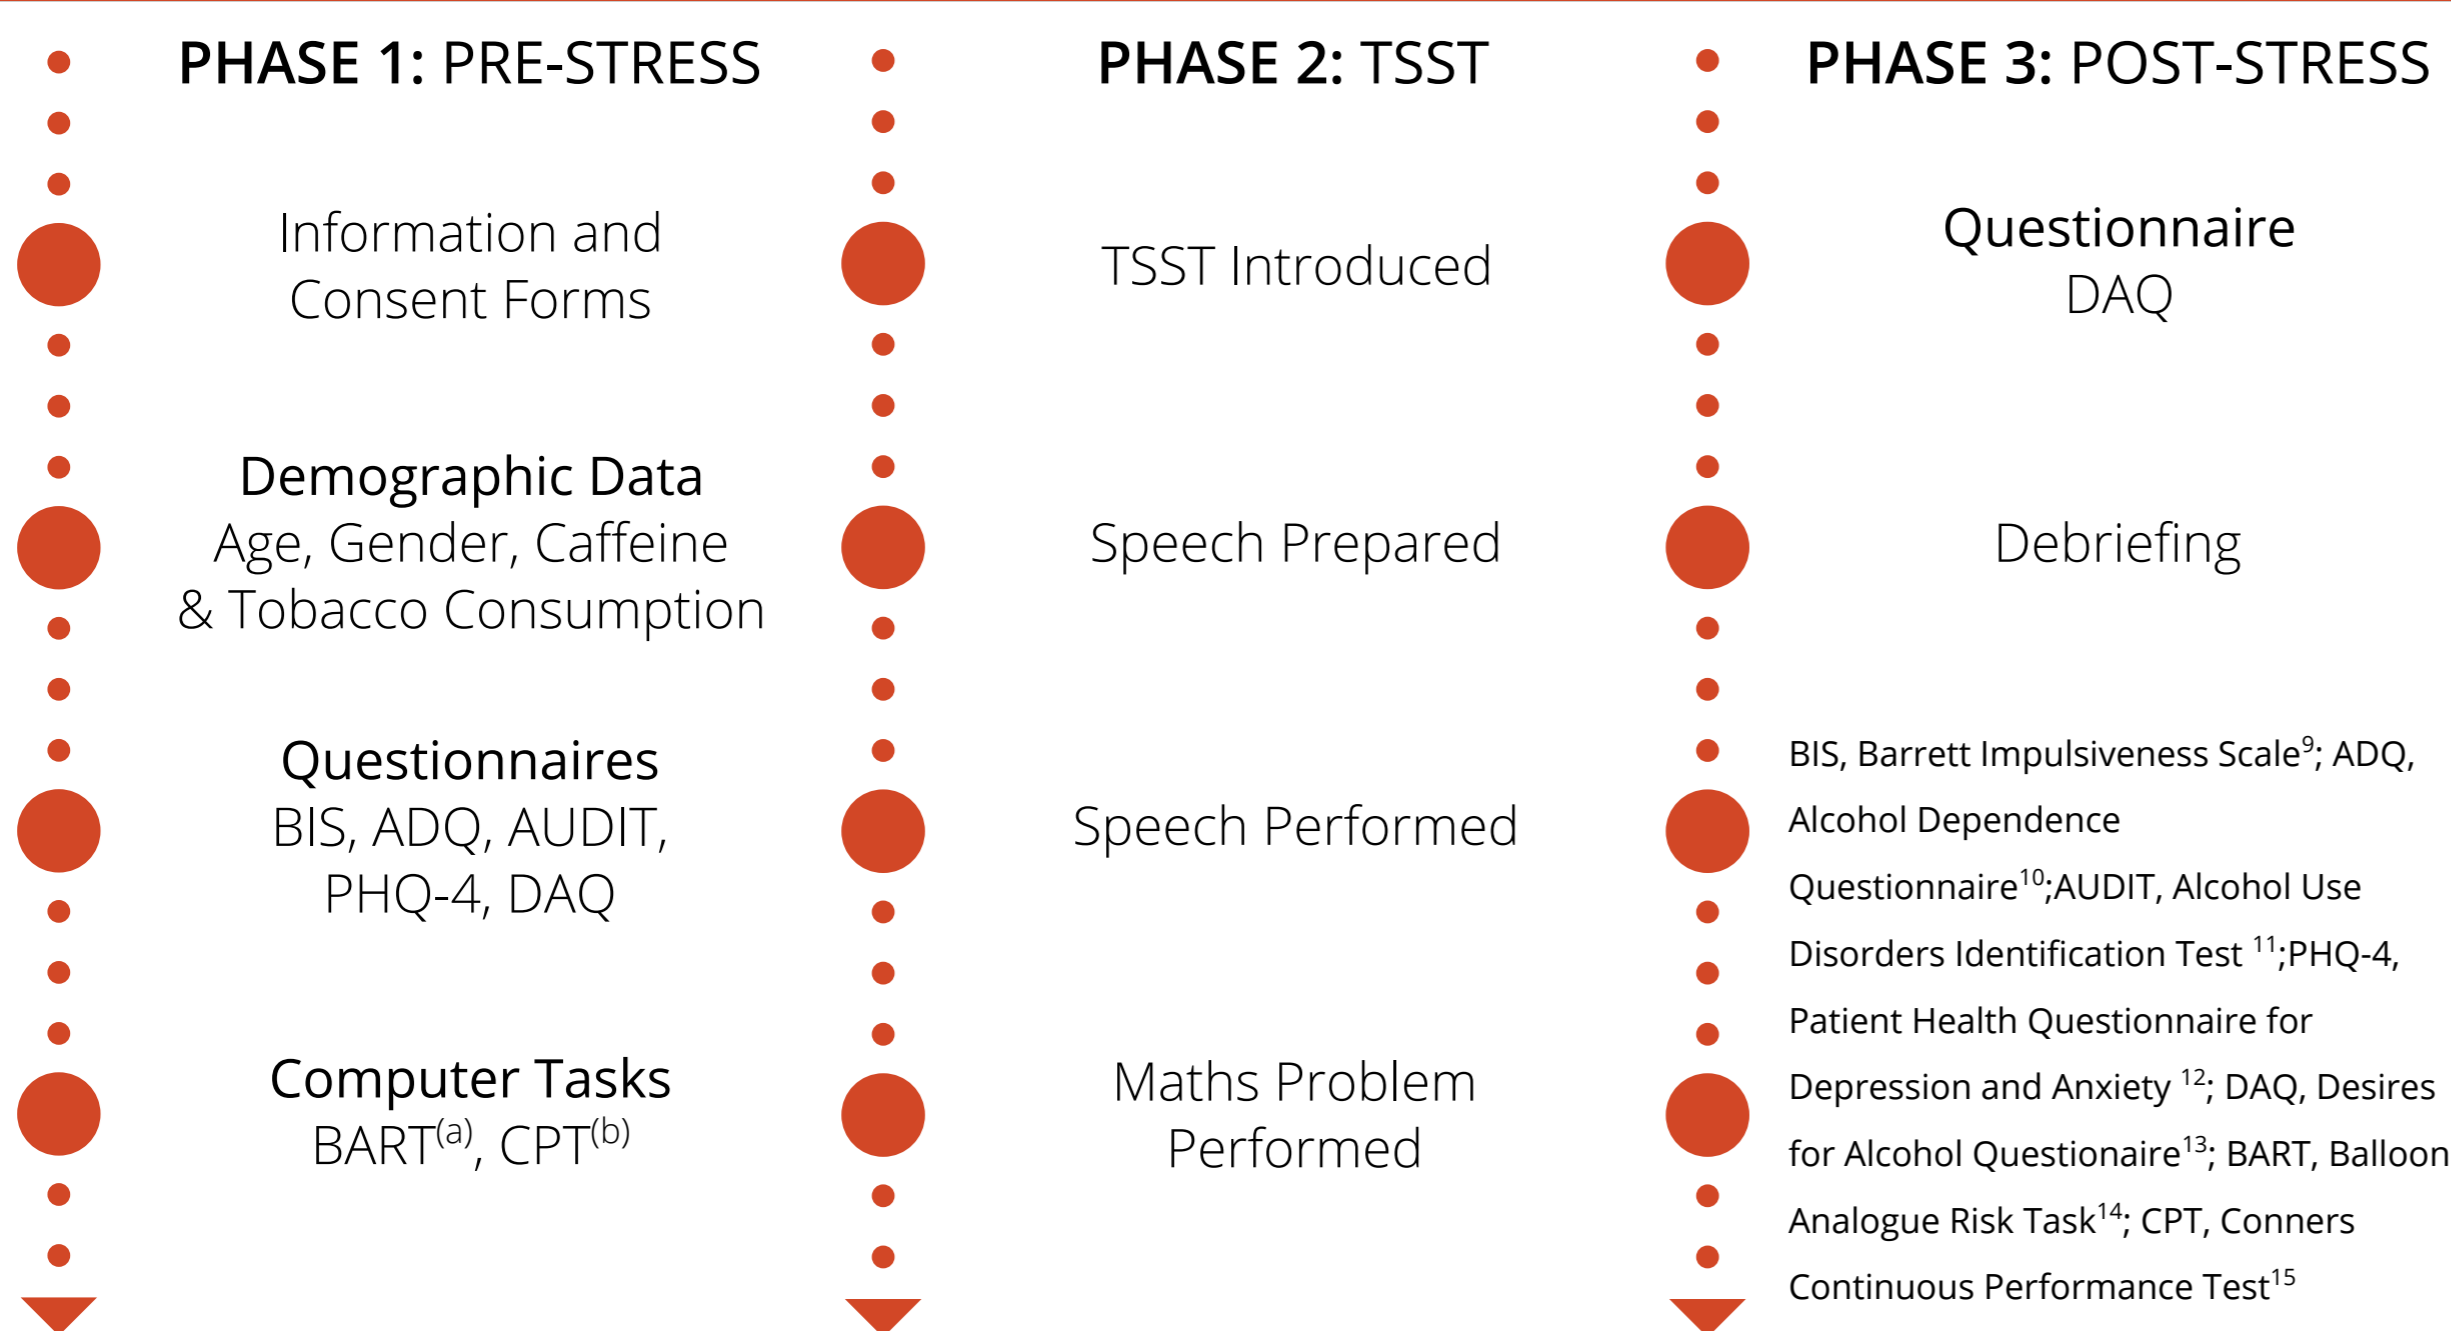 PHASE 1: PRE-STRESS
Information and
Consent Forms
Demographic Data
Age, Gender, Caffeine
& Tobacco Consumption
Questionnaires
BIS, ADQ, AUDIT,
PHQ-4, DAQ
Computer Tasks
BART(a), CPT(b)
PHASE 2: TSST
TSST Introduced
Speech Prepared
Speech Performed
Maths Problem
Performed
PHASE 3: POST-STRESS
Questionnaire
DAQ
Debriefing
BIS, Barrett Impulsiveness Scale9; ADQ,
Alcohol Dependence
Questionnaire10;AUDIT, Alcohol Use
Disorders Identification Test 11;PHQ-4,
Patient Health Questionnaire for
Depression and Anxiety 12; DAQ, Desires
for Alcohol Questionaire13; BART, Balloon
Analogue Risk Task14; CPT, Conners
Continuous Performance Test15